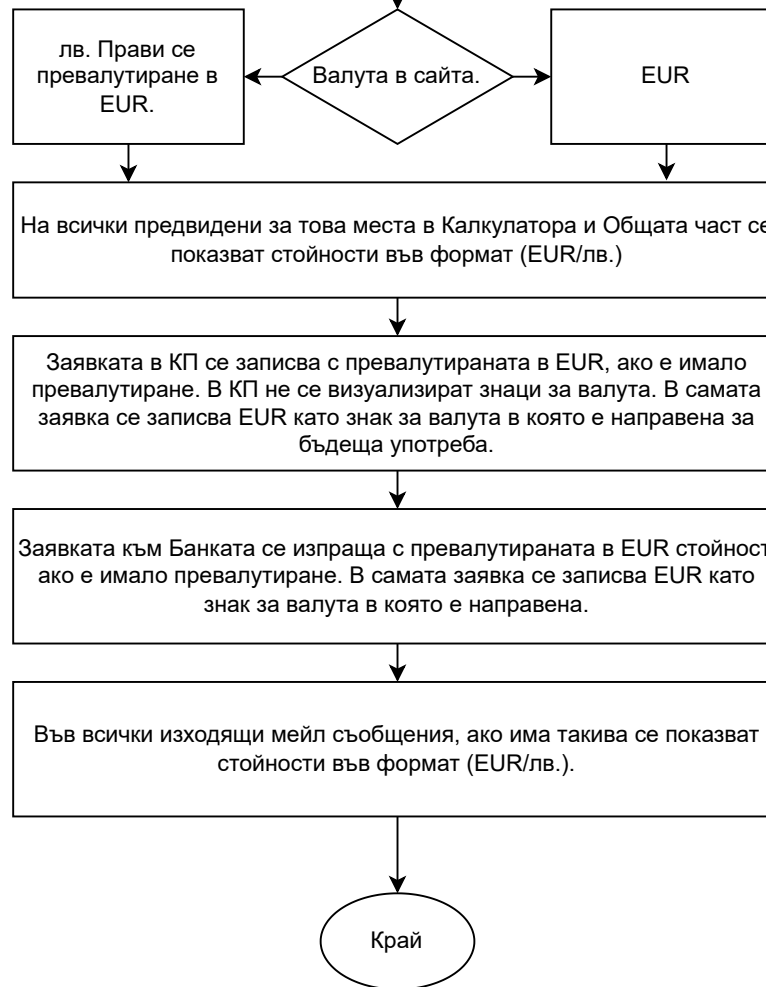 лв. Прави се
превалутиране в
EUR.
Валута в сайта.
EUR
На всички предвидени за това места в Калкулатора и Общата част се
показват стойности във формат (EUR/лв.)
Заявката в КП се записва с превалутираната в EUR, ако е имало
превалутиране. В КП не се визуализират знаци за валута. В самата
заявка се записва EUR като знак за валута в която е направена за
бъдеща употреба.
Заявката към Банката се изпраща с превалутираната в EUR стойност
ако е имало превалутиране. В самата заявка се записва EUR като
знак за валута в която е направена.
Във всички изходящи мейл съобщения, ако има такива се показват
стойности във формат (EUR/лв.).
Край